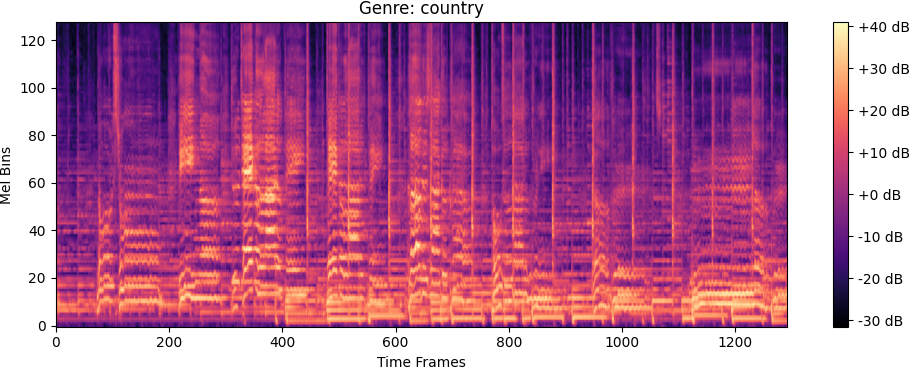 Genre: country
Mel Bins
120
100
80
60
40
20
0
0 200 400 600 800 1000 1200
Time Frames
+40 dB
+30 dB
+20 dB
+10 dB
+0 dB
-10 dB
-20 dB
-30 dB